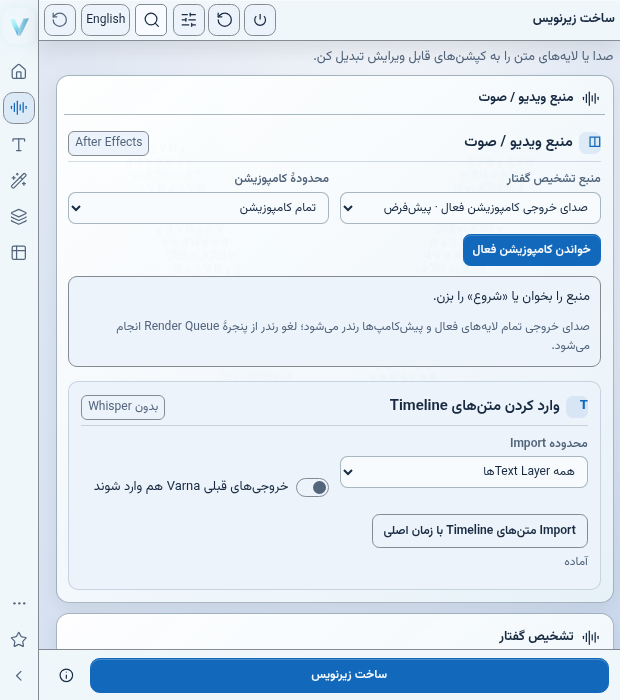 ساخت زیرنویس
English
صدا یا لایه‌های متن را به کپشن‌های قابل ویرایش تبدیل کن.
منبع ویدیو / صوت
منبع ویدیو / صوت
After Effects
منبع تشخیص گفتار
محدودهٔ کامپوزیشن
صدای خروجی کامپوزیشن فعال · پیش‌فرض
تمام کامپوزیشن
خواندن کامپوزیشن فعال
منبع را بخوان یا «شروع» را بزن.
صدای خروجی تمام لایه‌های فعال و پیش‌کامپ‌ها رندر می‌شود؛ لغو رندر از پنجرهٔ Render Queue انجام
می‌شود.
T
وارد کردن متن‌های Timeline
بدون Whisper
محدوده Import
همه Text Layerها
خروجی‌های قبلی Varna هم وارد شوند
Import متن‌های Timeline با زمان اصلی
آماده
تشخیص گفتار
ساخت زیرنویس